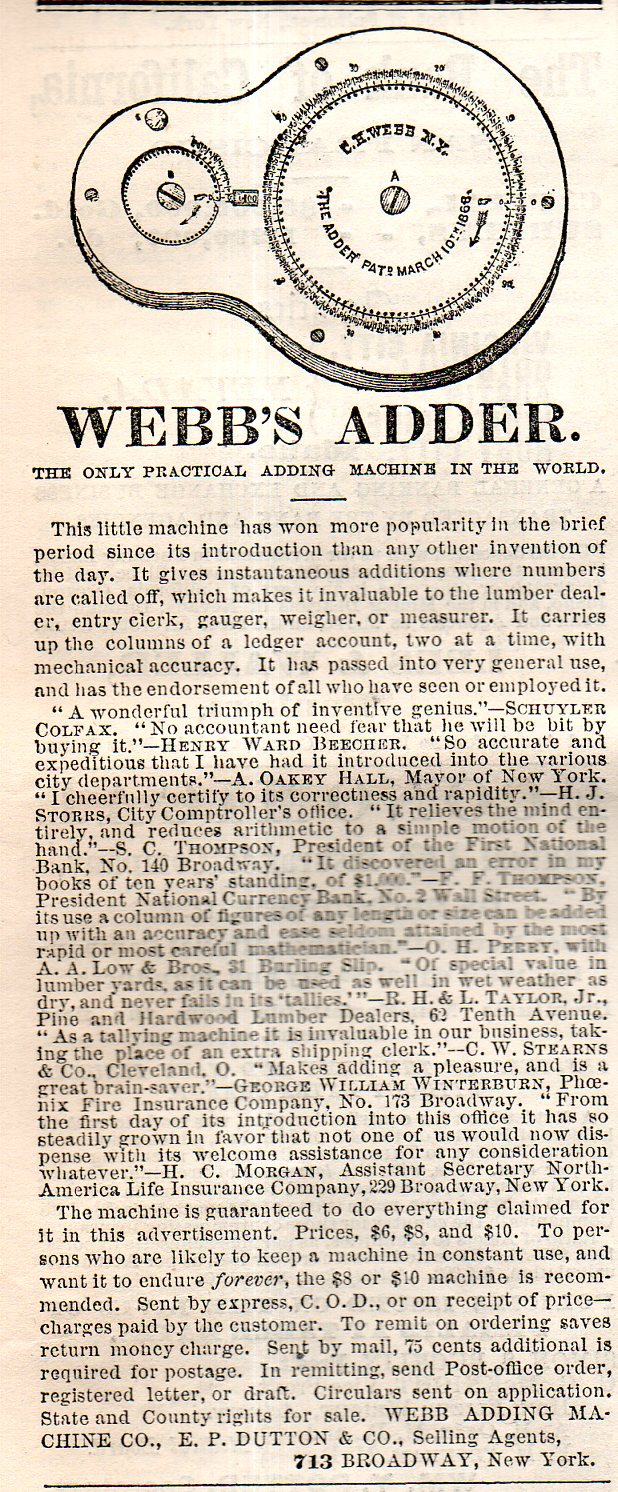 C.H.WEBB N.Y.
A
B
"THE ADDER" PATD MARCH 10TH 1868.
WEBB'S ADDER.
THE ONLY PRACTICAL ADDING MACHINE IN THE WORLD.
This little machine has won more popularity in the brief
period since its introduction than any other invention of
the day. It gives instantaneous additions where numbers
are called off, which makes it invaluable to the lumber deal-
er, entry clerk, gauger, weigher, or measurer. It carries
up the columns of a ledger account, two at a time, with
mechanical accuracy. It has passed into very general use,
and has the endorsement of all who have seen or employed it.
"A wonderful triumph of inventive genius."—SCHUYLER
COLFAX. "No accountant need fear that he will be bit by
buying it."—HENRY WARD BEECHER. "So accurate and
expeditious that I have had it introduced into the various
city departments."—A. OAKEY HALL, Mayor of New York.
"I cheerfully certify to its correctness and rapidity."—H. J.
STORRS, City Comptroller's office. "It relieves the mind en-
tirely, and reduces arithmetic to a simple motion of the
hand."--S. C. THOMPSON, President of the First National
Bank, No. 140 Broadway. "It discovered an error in my
books of ten years' standing, of $1,000."—F. F. THOMPSON,
President National Currency Bank, No. 2 Wall Street. "By
its use a column of figures of any length or size can be added
up with an accuracy and ease seldom attained by the most
rapid or most careful mathematician."—O. H. PERRY, with
A. A. Low & Bros., 31 Burling Slip. "Of special value in
lumber yards, as it can be used as well in wet weather as
dry, and never fails in its 'tallies.'"—R. H. & L. TAYLOR, Jr.,
Pine and Hardwood Lumber Dealers, 62 Tenth Avenue.
"As a tallying machine it is invaluable in our business, tak-
ing the place of an extra shipping clerk."--C. W. STEARNS
& Co., Cleveland, O. "Makes adding a pleasure, and is a
great brain-saver."—GEORGE WILLIAM WINTERBURN, Phœ-
nix Fire Insurance Company, No. 173 Broadway. "From
the first day of its introduction into this office it has so
steadily grown in favor that not one of us would now dis-
pense with its welcome assistance for any consideration
whatever."—H. C. MORGAN, Assistant Secretary North-
America Life Insurance Company, 229 Broadway, New York.
The machine is guaranteed to do everything claimed for
it in this advertisement. Prices, $6, $8, and $10. To per-
sons who are likely to keep a machine in constant use, and
want it to endure forever, the $8 or $10 machine is recom-
mended. Sent by express, C. O. D., or on receipt of price—
charges paid by the customer. To remit on ordering saves
return money charge. Sent by mail, 75 cents additional is
required for postage. In remitting, send Post-office order,
registered letter, or draft. Circulars sent on application.
State and County rights for sale. WEBB ADDING MA-
CHINE CO., E. P. DUTTON & CO., Selling Agents,
713 BROADWAY, New York.